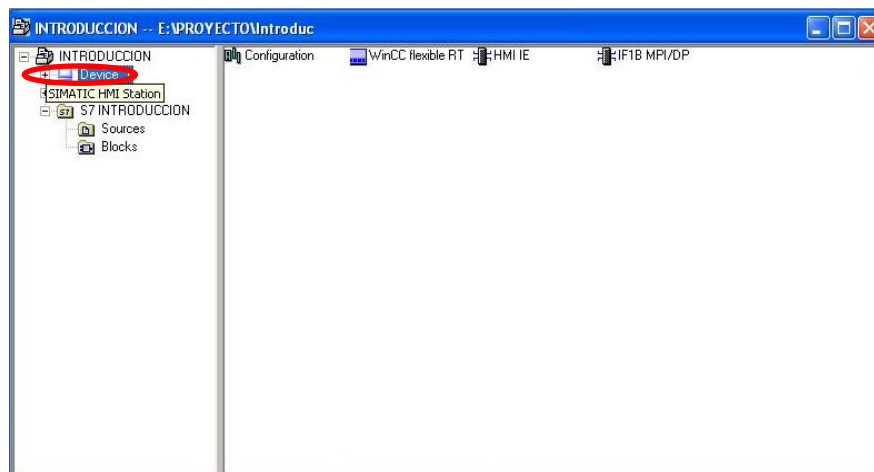 INTRODUCCION -- E:\PROYECTO\Introduc
INTRODUCCION
Device
SIMATIC HMI Station
S7 INTRODUCCION
Sources
Blocks
Configuration WinCC flexible RT HMI IE IF1B MPI/DP